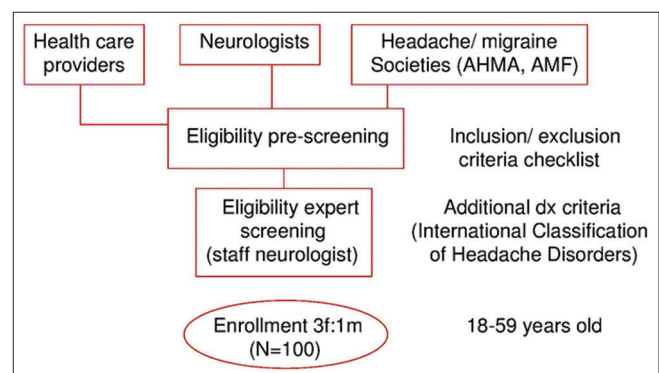 Health care
providers
Neurologists
Headache/ migraine
Societies (AHMA, AMF)
Eligibility pre-screening
Inclusion/ exclusion
criteria checklist
Eligibility expert
screening
(staff neurologist)
Additional dx criteria
(International Classification
of Headache Disorders)
Enrollment 3f:1m
(N=100)
18-59 years old